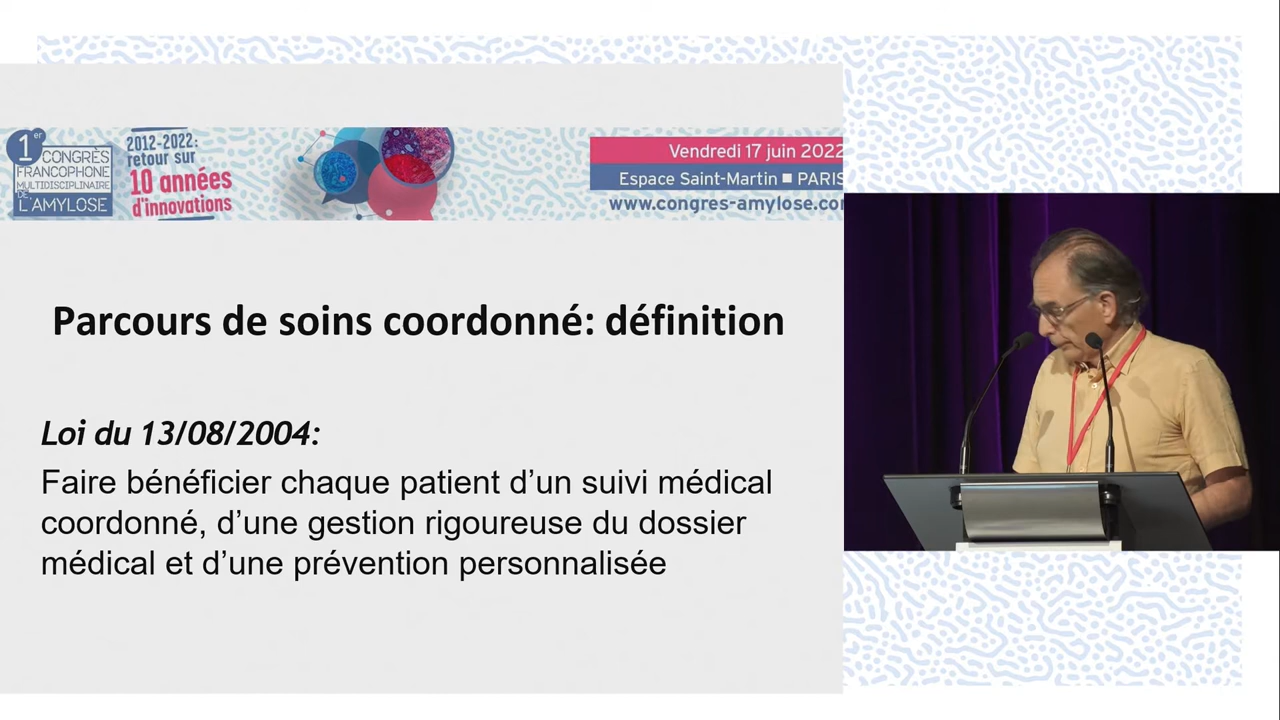 1er
CONGRÈS
FRANCOPHONE
MULTIDISCIPLINAIRE
DE
L'AMYLOSE
2012-2022:
retour sur
10 années
d'innovations
Vendredi 17 juin 2022
Espace Saint-Martin ■ PARIS
www.congres-amylose.co
Parcours de soins coordonné: définition
Loi du 13/08/2004:
Faire bénéficier chaque patient d’un suivi médical
coordonné, d’une gestion rigoureuse du dossier
médical et d’une prévention personnalisée